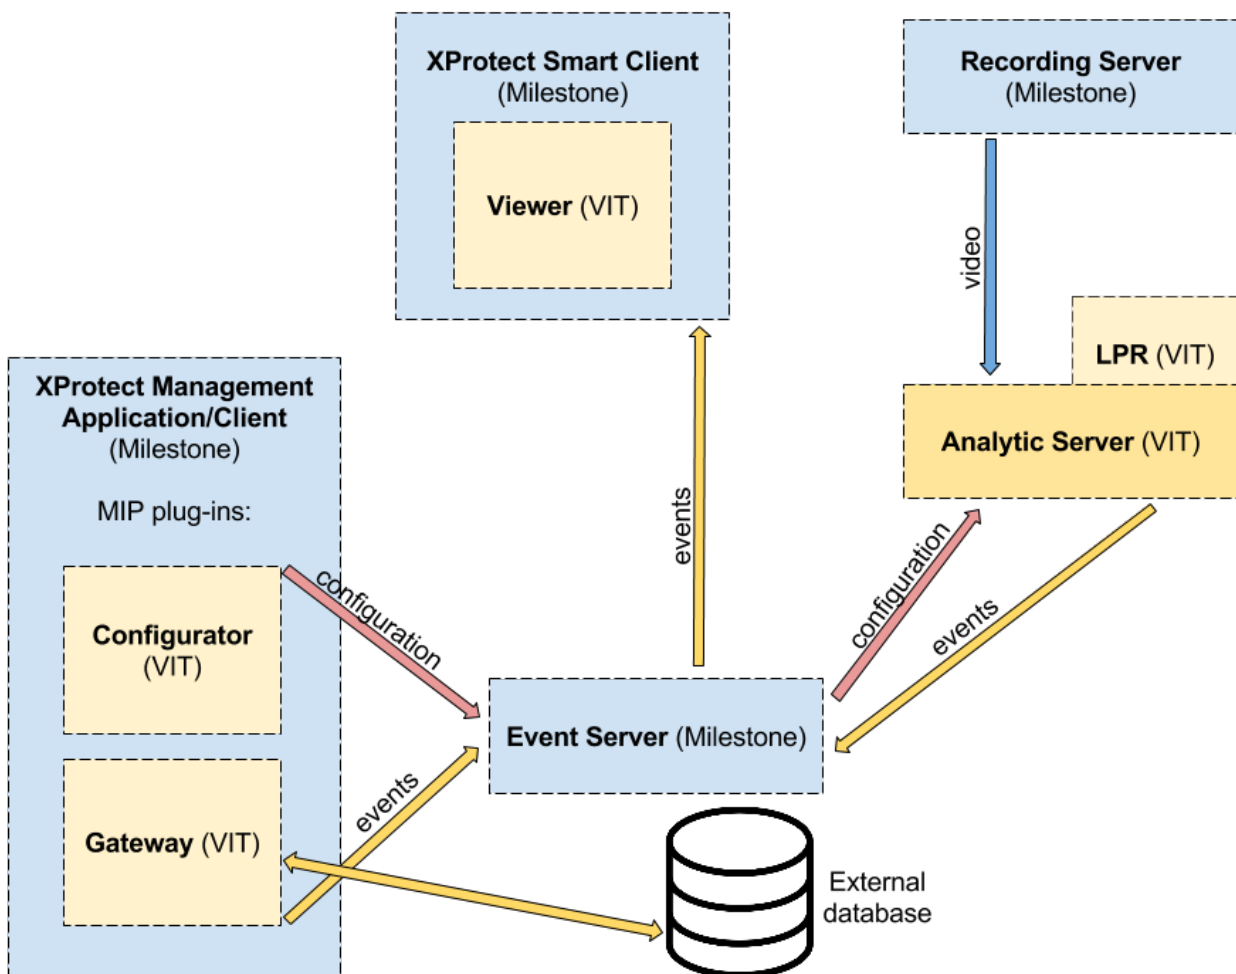 XProtect Smart Client
(Milestone)
Viewer (VIT)
Recording Server
(Milestone)
video
LPR (VIT)
Analytic Server (VIT)
XProtect Management
Application/Client
(Milestone)
MIP plug-ins:
Configurator
(VIT)
Gateway (VIT)
configuration
events
events
configuration
events
Event Server (Milestone)
External
database